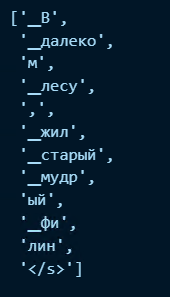 ['▁В',
'▁далеко',
'м',
'▁лесу',
',',
'▁жил',
'▁старый',
'▁мудр',
'ый',
'▁фи',
'лин',
'</s>']